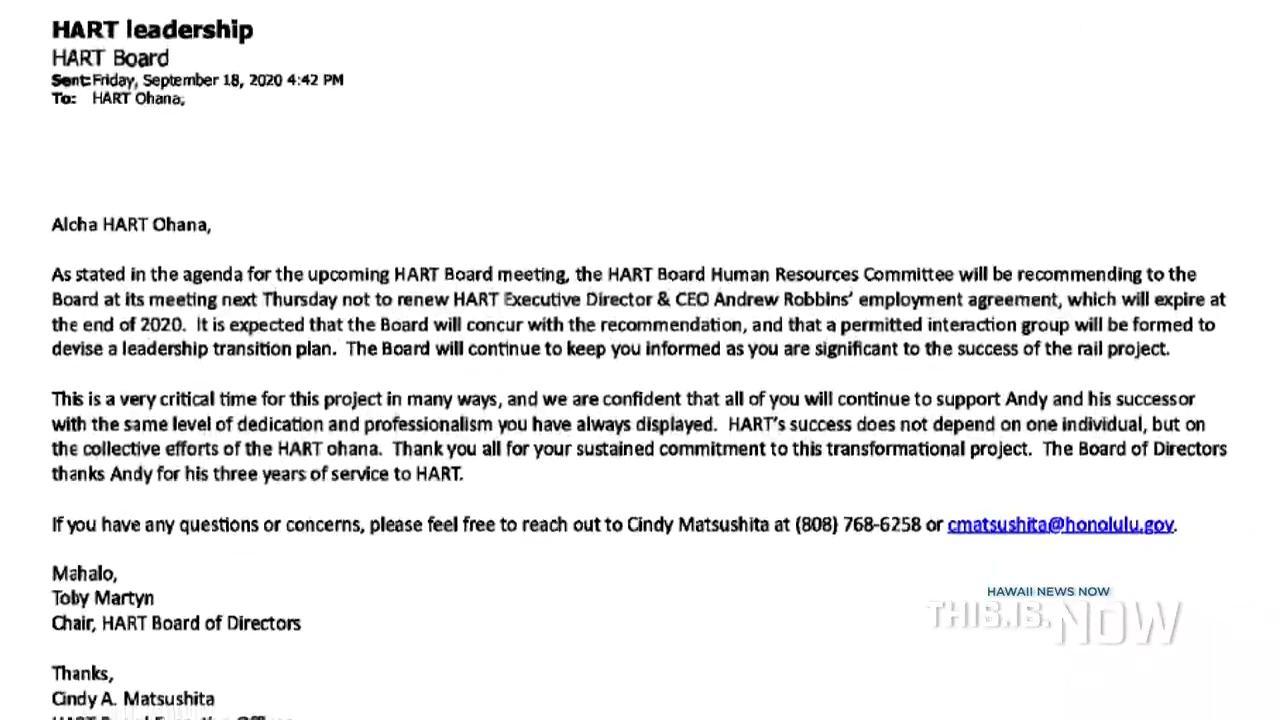 HART leadership
HART Board
Sent: Friday, September 18, 2020 4:42 PM
To: HART Ohana;
Aloha HART Ohana,
As stated in the agenda for the upcoming HART Board meeting, the HART Board Human Resources Committee will be recommending to the
Board at its meeting next Thursday not to renew HART Executive Director & CEO Andrew Robbins’ employment agreement, which will expire at
the end of 2020.  It is expected that the Board will concur with the recommendation, and that a permitted interaction group will be formed to
devise a leadership transition plan.  The Board will continue to keep you informed as you are significant to the success of the rail project.
This is a very critical time for this project in many ways, and we are confident that all of you will continue to support Andy and his successor
with the same level of dedication and professionalism you have always displayed.  HART’s success does not depend on one individual, but on
the collective efforts of the HART ohana.  Thank you all for your sustained commitment to this transformational project.  The Board of Directors
thanks Andy for his three years of service to HART.
If you have any questions or concerns, please feel free to reach out to Cindy Matsushita at (808) 768-6258 or cmatsushita@honolulu.gov.
Mahalo,
Toby Martyn
Chair, HART Board of Directors
HAWAII NEWS NOW
THIS.IS.NOW
Thanks,
Cindy A. Matsushita